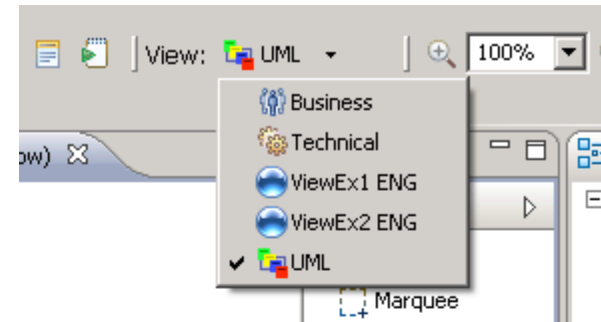 View: UML
100%
Business
Technical
ow)
ViewEx1 ENG
ViewEx2 ENG
UML
Marquee